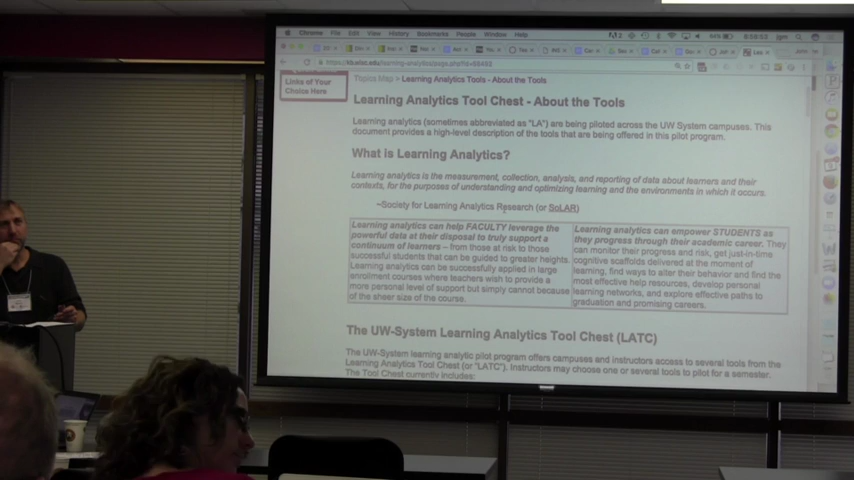 Chrome File Edit View History Bookmarks People Window Help
Links of Your
Choice Here
Topics Map > Learning Analytics Tools - About the Tools
Learning Analytics Tool Chest - About the Tools
Learning analytics (sometimes abbreviated as "LA") are being piloted across the UW System campuses. This
document provides a high-level description of the tools that are being offered in this pilot program.
What is Learning Analytics?
Learning analytics is the measurement, collection, analysis, and reporting of data about learners and their
contexts, for the purposes of understanding and optimizing learning and the environments in which it occurs.
~Society for Learning Analytics Research (or SoLAR)
Learning analytics can help FACULTY leverage the
powerful data at their disposal to truly support a
continuum of learners – from those at risk to those
successful students that can be guided to greater heights.
Learning analytics can be successfully applied in large
enrollment courses where teachers wish to provide a
more personal level of support but simply cannot because
of the sheer size of the course.
Learning analytics can empower STUDENTS as
they progress through their academic career. They
can monitor their progress and risk, get just-in-time
cognitive scaffolds delivered at the moment of
learning, find ways to alter their behavior and find the
most effective help resources, develop personal
learning networks, and explore effective paths to
graduation and promising careers.
The UW-System Learning Analytics Tool Chest (LATC)
The UW-System learning analytic pilot program offers campuses and instructors access to several tools from the
Learning Analytics Tool Chest (or "LATC"). Instructors may choose one or several tools to pilot for a semester.
The Tool Chest currently includes: